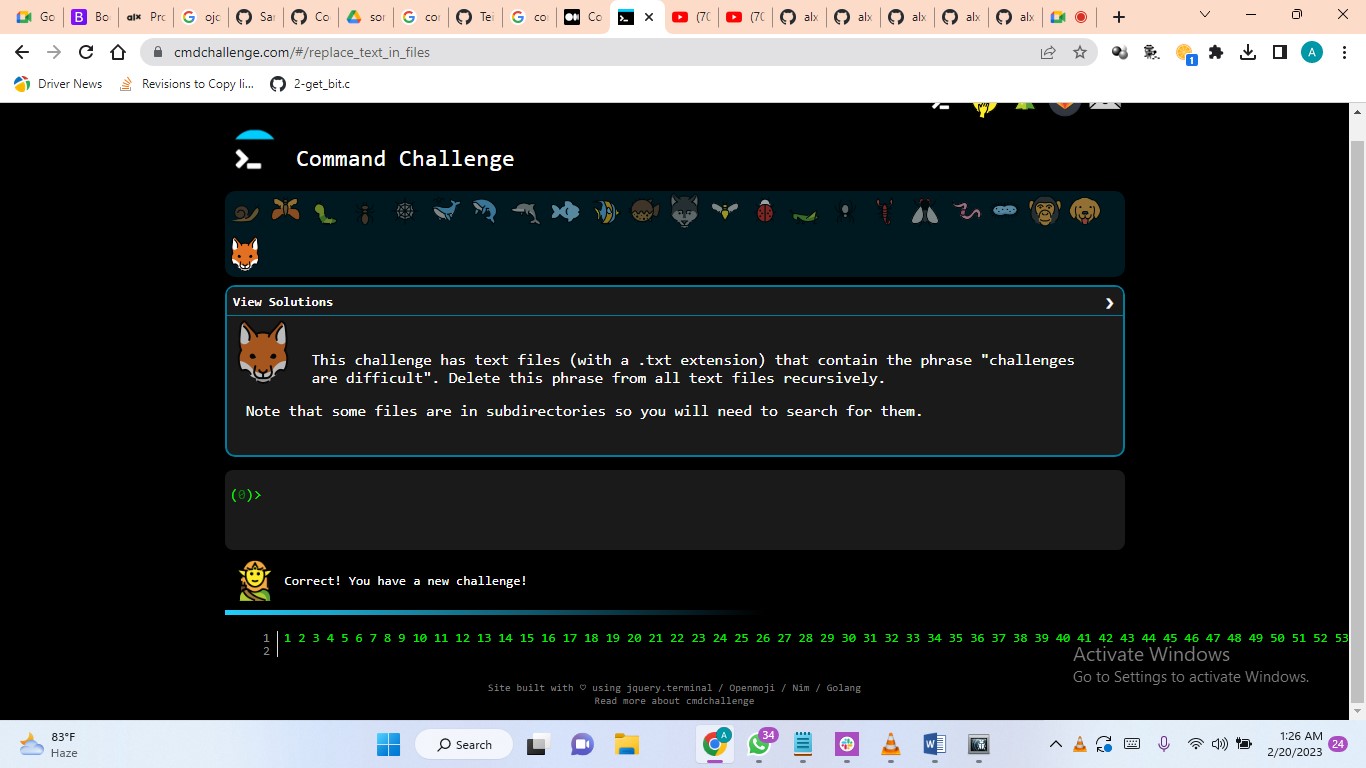 Go
Bo
alx Pro
ojo
Sa
Co
sor
cor
Tei
co
Co
(70
(70
alx
alx
alx
alx
alx
cmdchallenge.com/#/replace_text_in_files
1
A
Driver News
Revisions to Copy li...
2-get_bit.c
Command Challenge
View Solutions
This challenge has text files (with a .txt extension) that contain the phrase "challenges
are difficult". Delete this phrase from all text files recursively.
Note that some files are in subdirectories so you will need to search for them.
(0)>
Correct! You have a new challenge!
1 1 2 3 4 5 6 7 8 9 10 11 12 13 14 15 16 17 18 19 20 21 22 23 24 25 26 27 28 29 30 31 32 33 34 35 36 37 38 39 40 41 42 43 44 45 46 47 48 49 50 51 52 53
2
Activate Windows
Go to Settings to activate Windows.
Site built with ♡ using jquery.terminal / Openmoji / Nim / Golang
Read more about cmdchallenge
83°F
Haze
Search
A
34
1:26 AM
2/20/2023
24